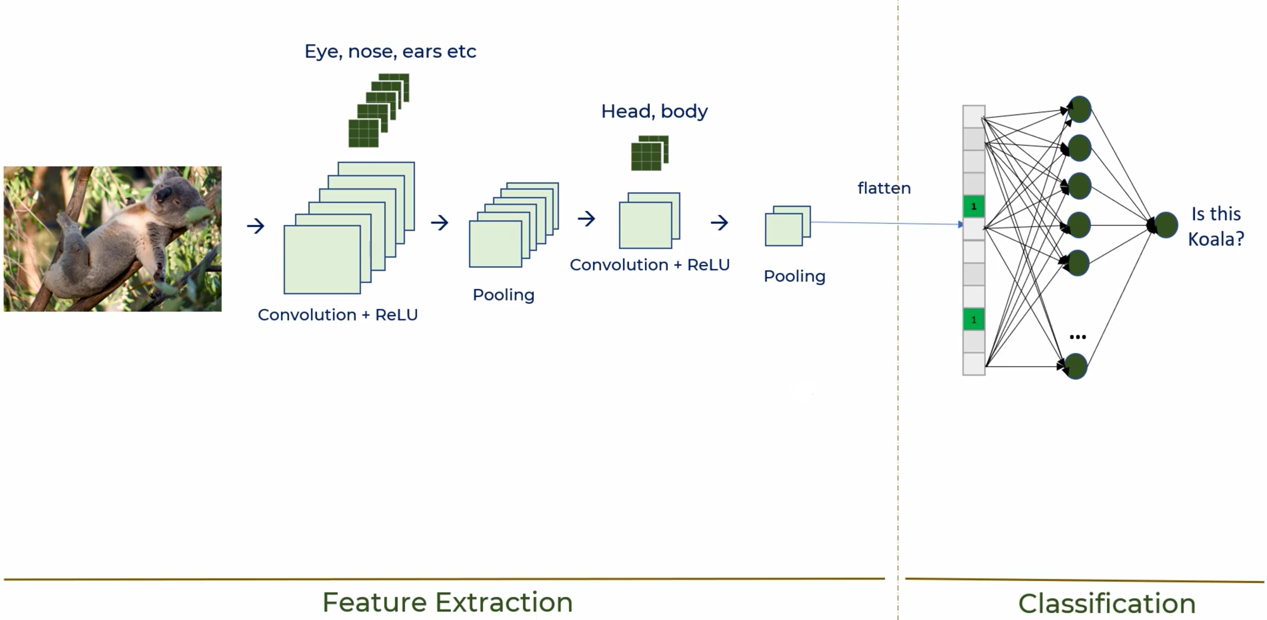 Eye, nose, ears etc
Head, body
flatten
1
Is this
Koala?
Convolution + ReLU
Pooling
Convolution + ReLU
Pooling
1
...
Feature Extraction
Classification